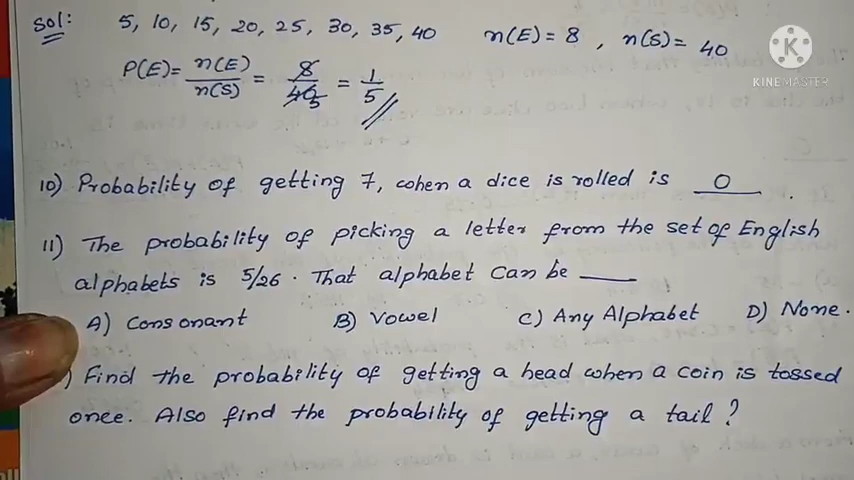 Sol: 5, 10, 15, 20, 25, 30, 35, 40 n(E) = 8 , n(S) = 40
P(E) = n(E)/n(S) = 8/40 5 = 1/5
KINEMASTER
10) Probability of getting 7, when a dice is rolled is 0 .
11) The probability of picking a letter from the set of English
alphabets is 5/26. That alphabet can be ____
A) Consonant B) Vowel C) Any Alphabet D) None.
) Find the probability of getting a head when a coin is tossed
once. Also find the probability of getting a tail?